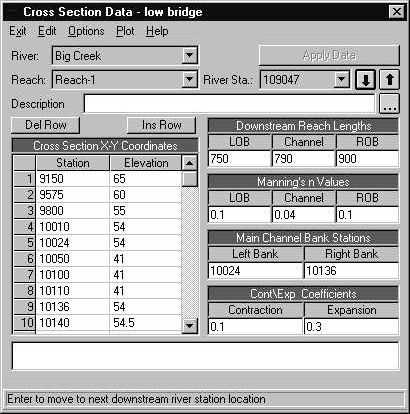 Cross Section Data - low bridge
Exit Edit Options Plot Help
River: Big Creek Apply Data
Reach: Reach-1 River Sta.: 109047
Description ...
Del Row Ins Row
Cross Section X-Y Coordinates
Station Elevation
1 9150 65
2 9575 60
3 9800 55
4 10010 54
5 10024 54
6 10050 41
7 10100 41
8 10110 41
9 10136 54
10 10140 54.5
Downstream Reach Lengths
LOB Channel ROB
750 790 900
Manning's n Values
LOB Channel ROB
0.1 0.04 0.1
Main Channel Bank Stations
Left Bank Right Bank
10024 10136
Cont\Exp Coefficients
Contraction Expansion
0.1 0.3
Enter to move to next downstream river station location